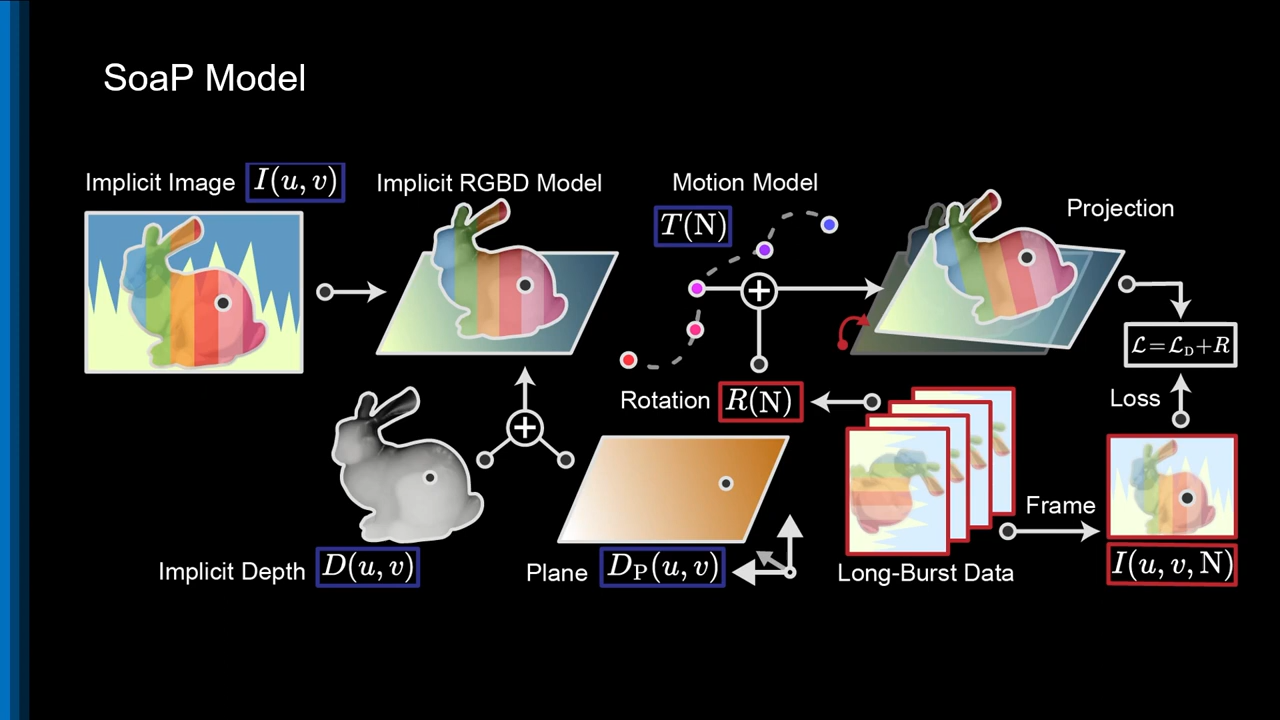 SoaP Model
Implicit Image I(u, v)
Implicit RGBD Model
Motion Model
T(N)
Projection
ℒ=ℒ_D+R
Rotation R(N)
Loss
Frame
Implicit Depth D(u, v)
Plane D_P(u, v)
Long-Burst Data
I(u, v, N)